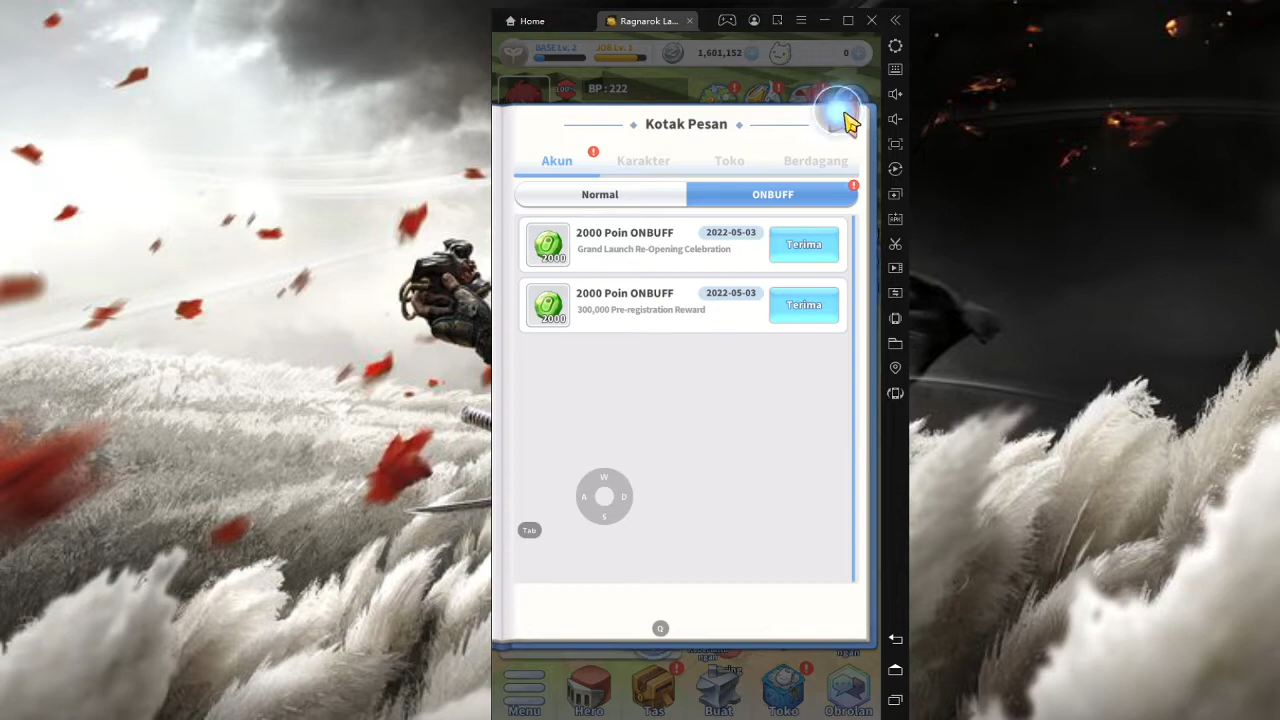 Home
Ragnarok La...
BASE Lv. 2
JOB Lv. 1
1,601,152
0
100%
BP : 222
Kotak Pesan
Akun
Karakter
Toko
Berdagang
Normal
ONBUFF
2000 Poin ONBUFF
2022-05-03
Grand Launch Re-Opening Celebration
2000
Terima
2000 Poin ONBUFF
2022-05-03
300,000 Pre-registration Reward
2000
Terima
W
A
D
S
Tab
Q
APK
Menu
Hero
Tas
Buat
Toko
Obrolan